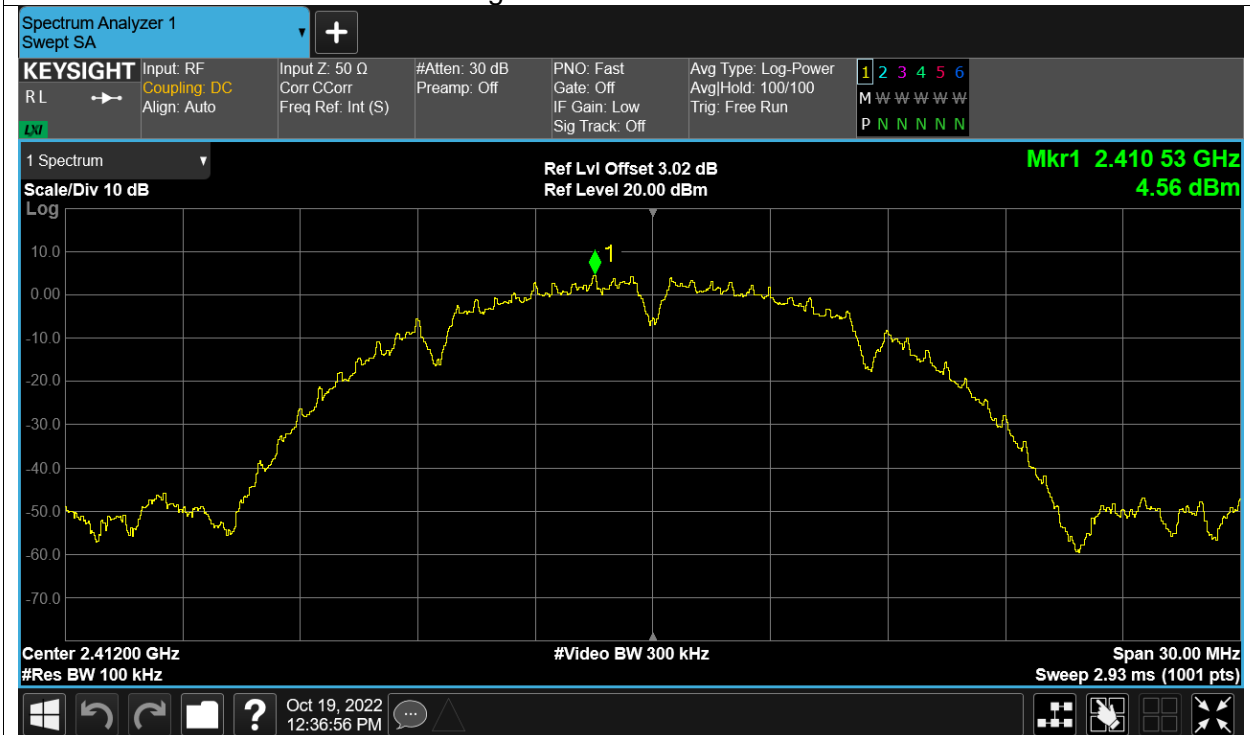 Spectrum Analyzer 1
Swept SA
KEYSIGHT
RL
LXI
Input: RF
Coupling: DC
Align: Auto
Input Z: 50 Ω
Corr CCorr
Freq Ref: Int (S)
#Atten: 30 dB
Preamp: Off
PNO: Fast
Gate: Off
IF Gain: Low
Sig Track: Off
Avg Type: Log-Power
Avg|Hold: 100/100
Trig: Free Run
1 2 3 4 5 6
M W W W W W
P N N N N N
1 Spectrum
Scale/Div 10 dB
Log
Ref Lvl Offset 3.02 dB
Ref Level 20.00 dBm
Mkr1 2.410 53 GHz
4.56 dBm
1
10.0
0.00
-10.0
-20.0
-30.0
-40.0
-50.0
-60.0
-70.0
Center 2.41200 GHz
#Res BW 100 kHz
#Video BW 300 kHz
Span 30.00 MHz
Sweep 2.93 ms (1001 pts)
?
Oct 19, 2022
12:36:56 PM